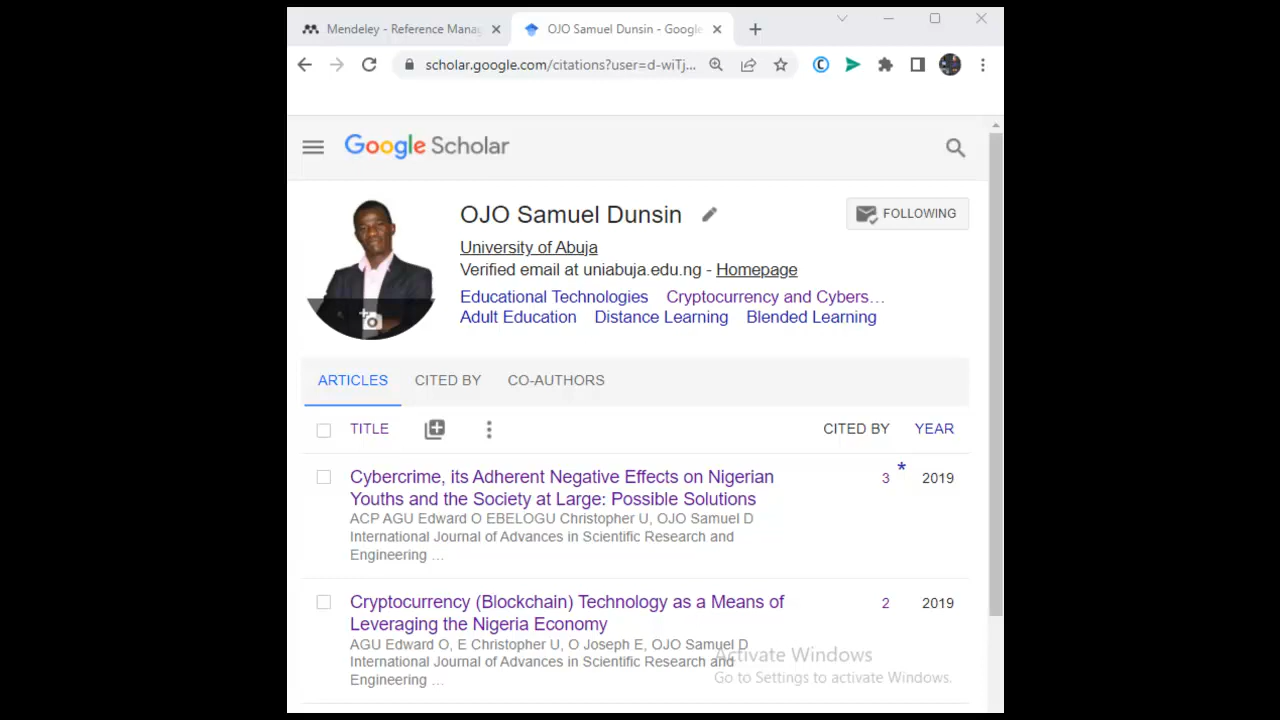 Mendeley - Reference Manag
OJO Samuel Dunsin - Google
scholar.google.com/citations?user=d-wiTj...
Google Scholar
OJO Samuel Dunsin
FOLLOWING
University of Abuja
Verified email at uniabuja.edu.ng - Homepage
Educational Technologies Cryptocurrency and Cybers...
Adult Education Distance Learning Blended Learning
ARTICLES CITED BY CO-AUTHORS
TITLE CITED BY YEAR
Cybercrime, its Adherent Negative Effects on Nigerian 3 * 2019
Youths and the Society at Large: Possible Solutions
ACP AGU Edward O EBELOGU Christopher U, OJO Samuel D
International Journal of Advances in Scientific Research and
Engineering ...
Cryptocurrency (Blockchain) Technology as a Means of 2 2019
Leveraging the Nigeria Economy
AGU Edward O, E Christopher U, O Joseph E, OJO Samuel D
International Journal of Advances in Scientific Research and
Engineering ...
Activate Windows
Go to Settings to activate Windows.